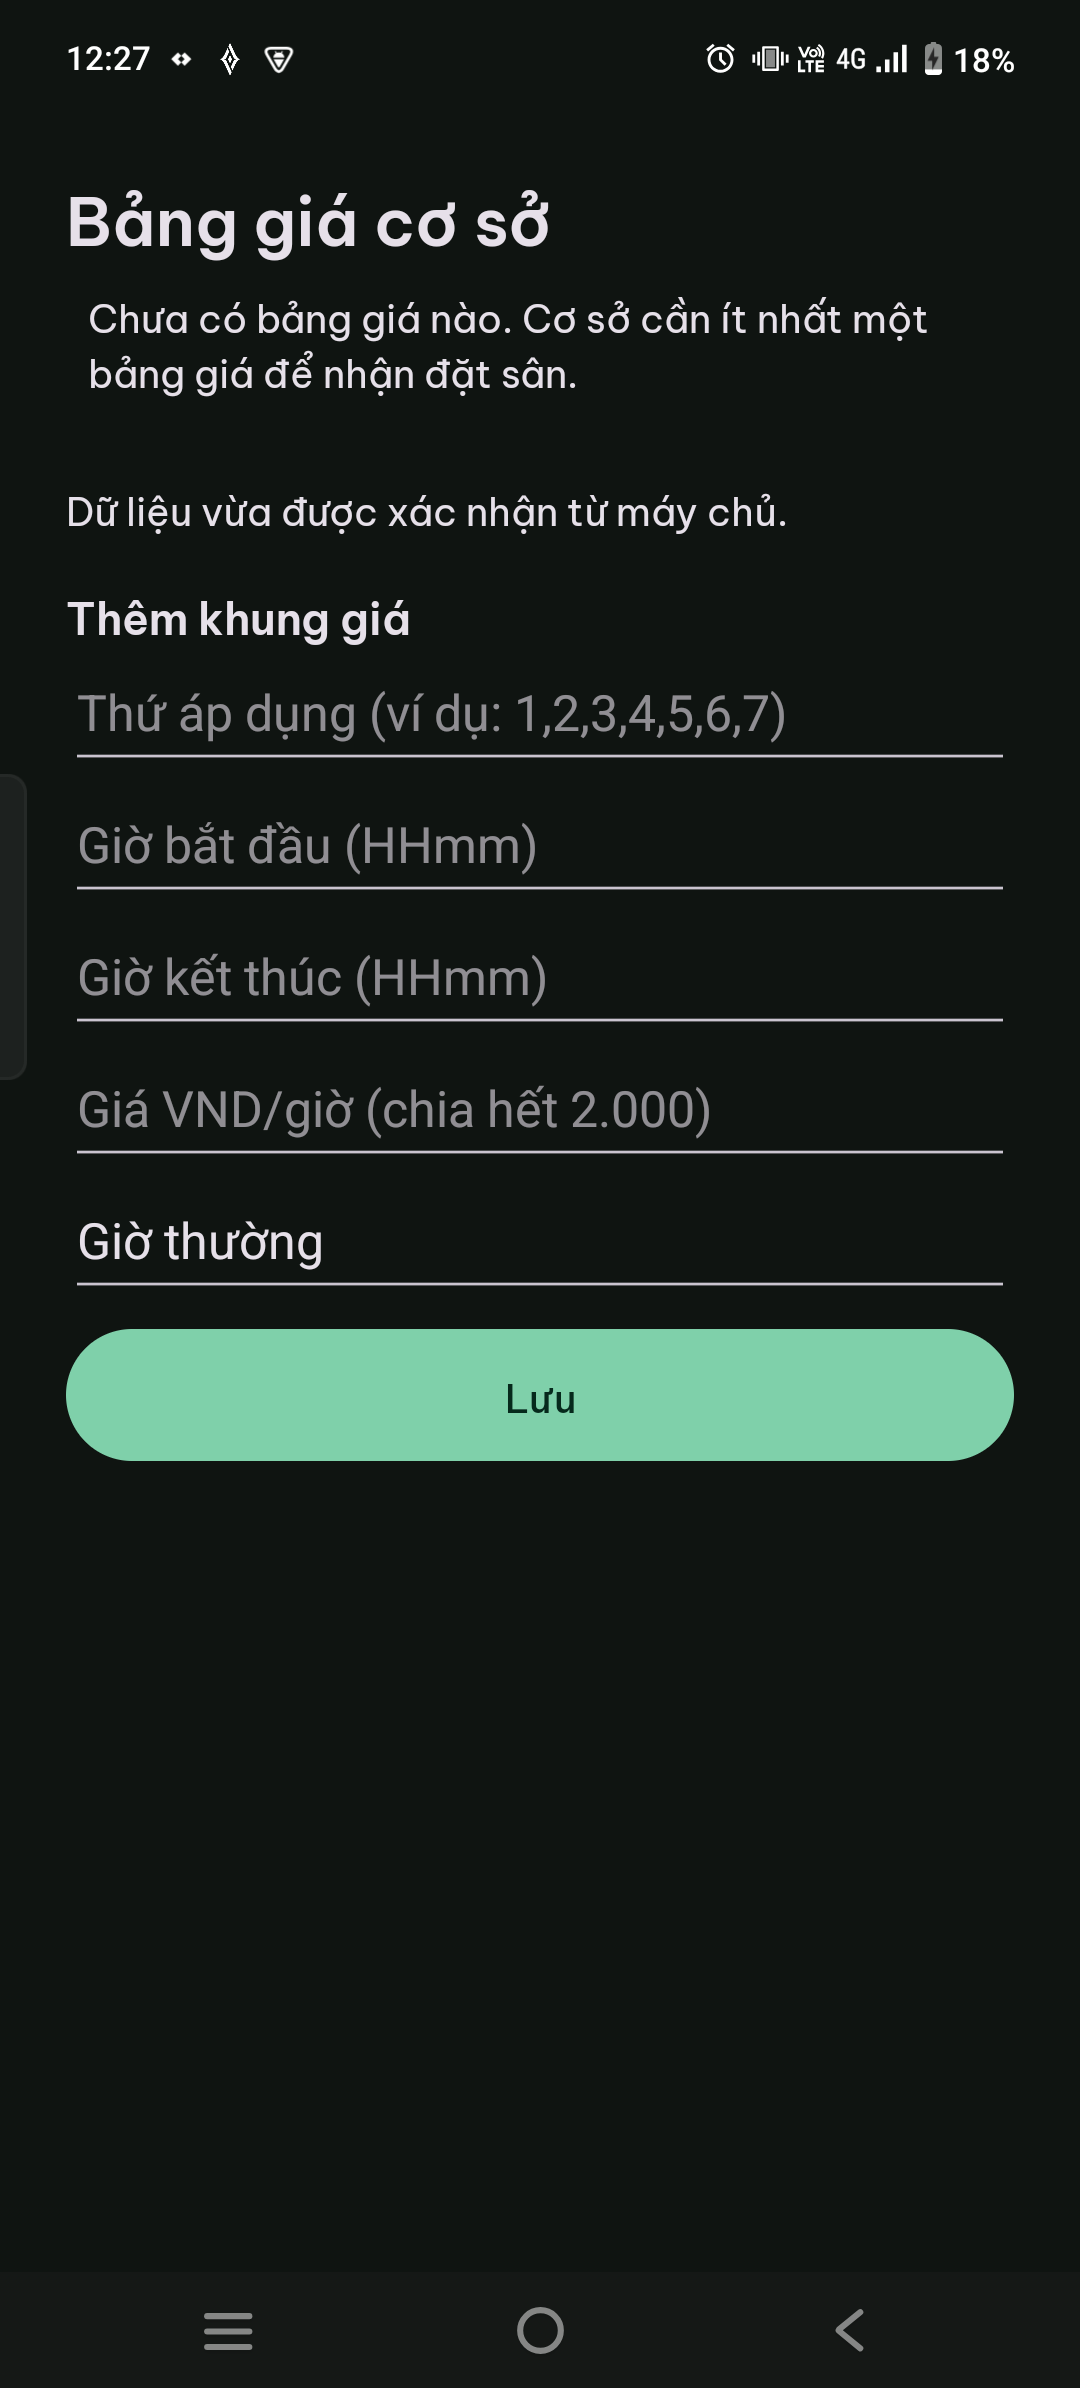 12:27
VO LTE 4G 18%
Bảng giá cơ sở
Chưa có bảng giá nào. Cơ sở cần ít nhất một
bảng giá để nhận đặt sân.
Dữ liệu vừa được xác nhận từ máy chủ.
Thêm khung giá
Thứ áp dụng (ví dụ: 1,2,3,4,5,6,7)
Giờ bắt đầu (HHmm)
Giờ kết thúc (HHmm)
Giá VND/giờ (chia hết 2.000)
Giờ thường
Lưu